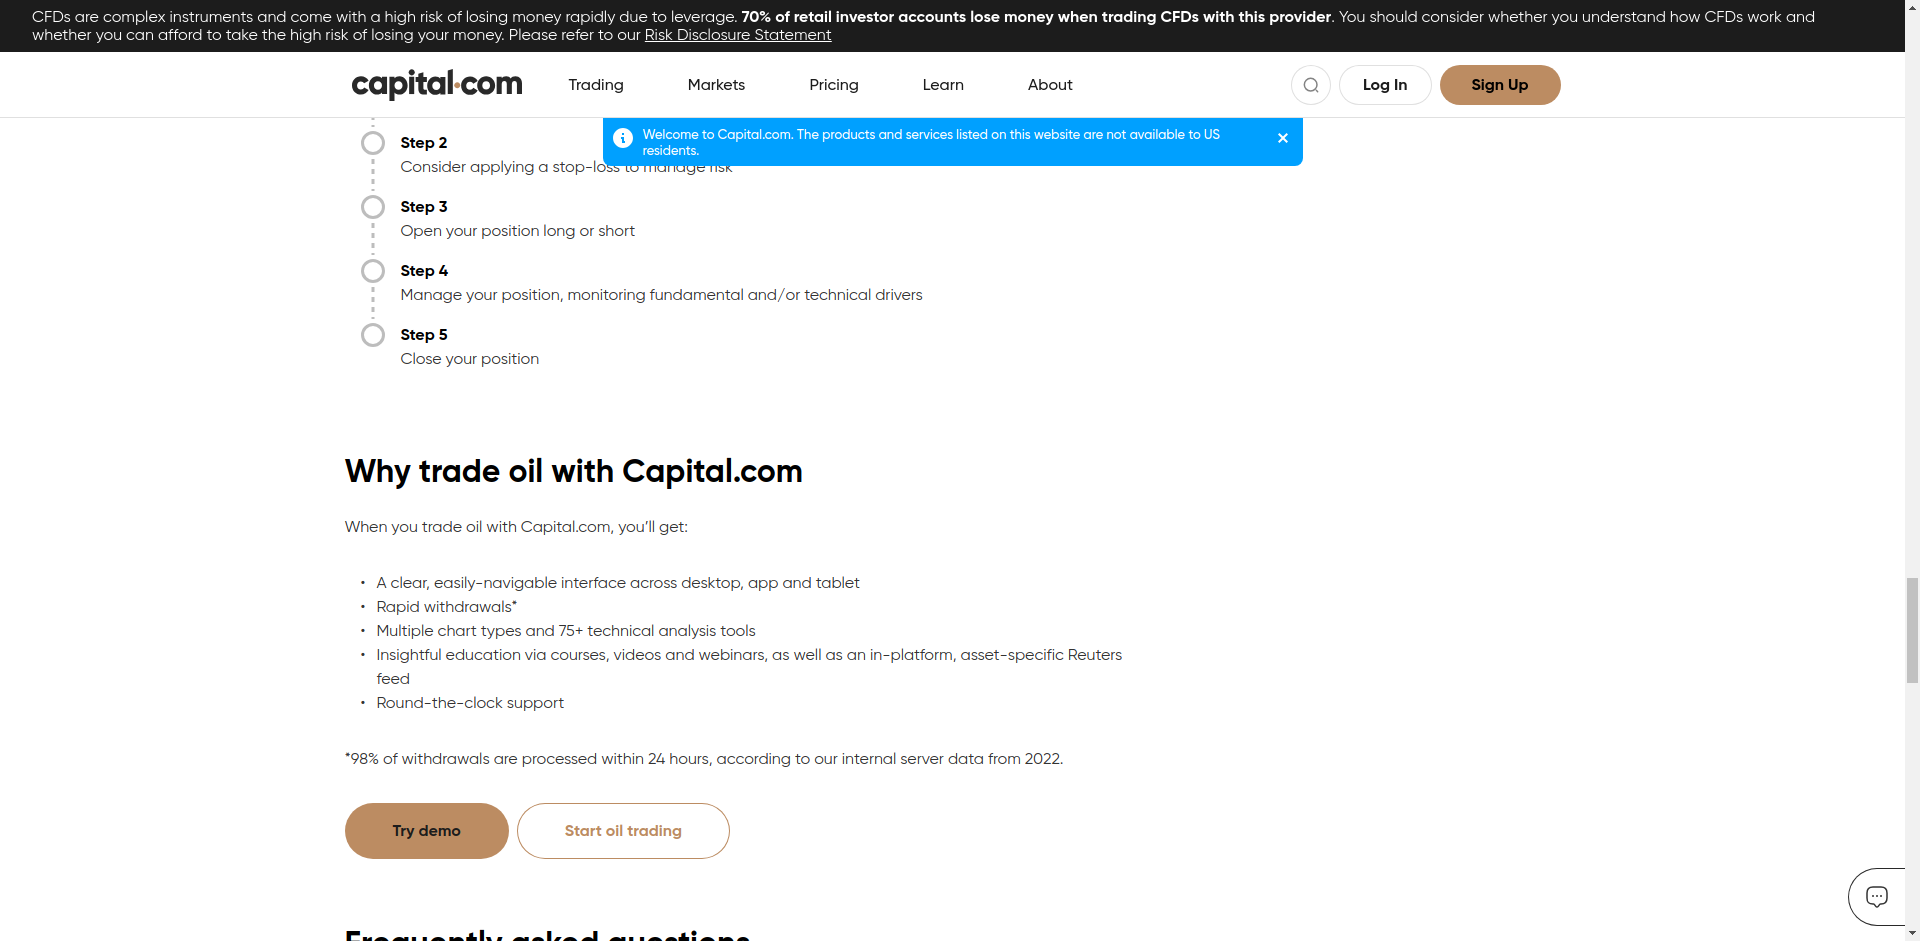 CFDs are complex instruments and come with a high risk of losing money rapidly due to leverage. 70% of retail investor accounts lose money when trading CFDs with this provider. You should consider whether you understand how CFDs work and
whether you can afford to take the high risk of losing your money. Please refer to our Risk Disclosure Statement
capital.com
Trading
Markets
Pricing
Learn
About
Log In
Sign Up
Welcome to Capital.com. The products and services listed on this website are not available to US
residents.
Step 2
Consider applying a stop-loss to manage risk
Step 3
Open your position long or short
Step 4
Manage your position, monitoring fundamental and/or technical drivers
Step 5
Close your position
Why trade oil with Capital.com
When you trade oil with Capital.com, you’ll get:
• A clear, easily-navigable interface across desktop, app and tablet
• Rapid withdrawals*
• Multiple chart types and 75+ technical analysis tools
• Insightful education via courses, videos and webinars, as well as an in-platform, asset-specific Reuters
feed
• Round-the-clock support
*98% of withdrawals are processed within 24 hours, according to our internal server data from 2022.
Try demo
Start oil trading
Frequently asked questions